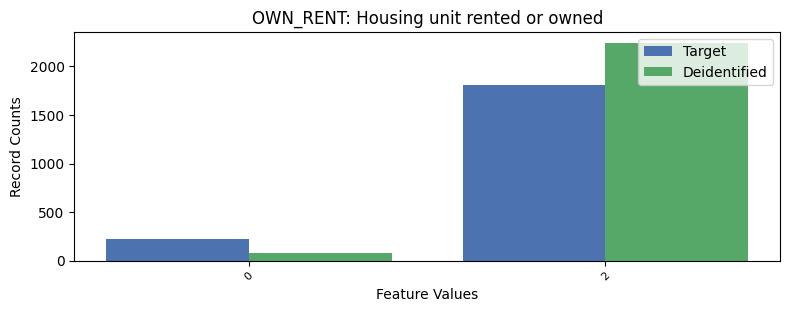 OWN_RENT: Housing unit rented or owned
Target
Deidentified
Record Counts
2000
1500
1000
500
0
0
2
Feature Values